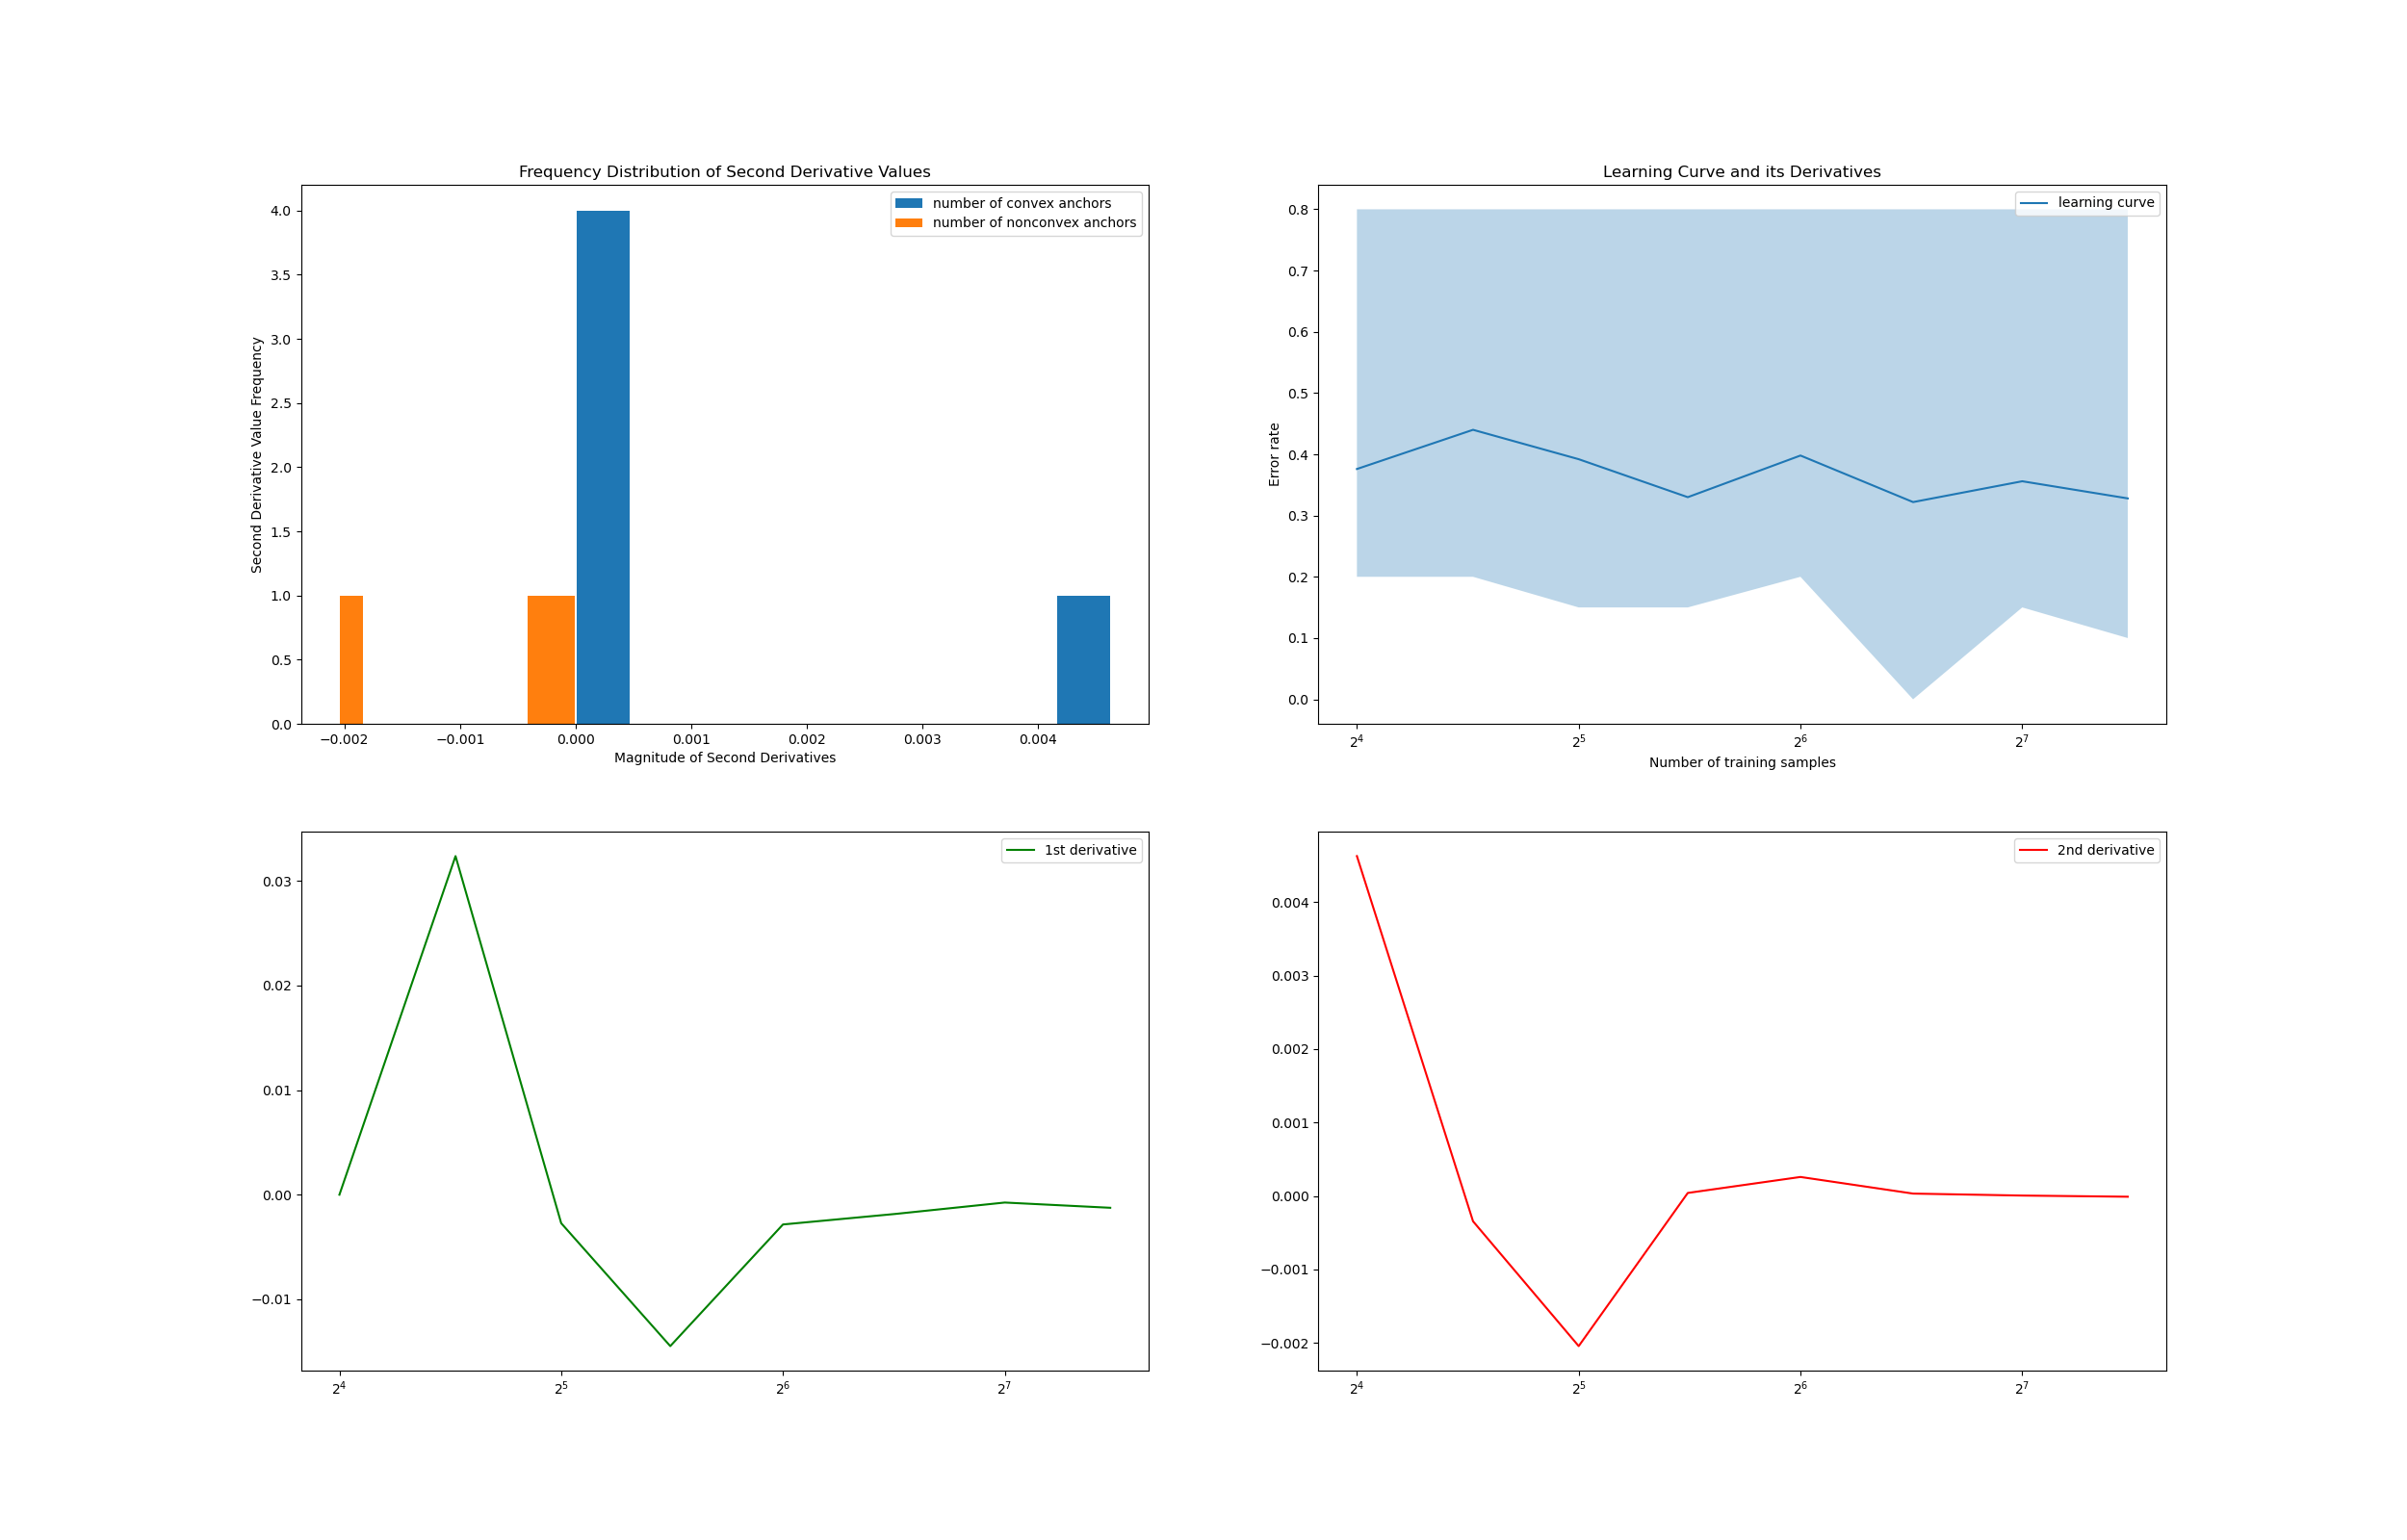 Frequency Distribution of Second Derivative Values
number of convex anchors
number of nonconvex anchors
4.0
3.5
3.0
2.5
2.0
1.5
1.0
0.5
0.0
Second Derivative Value Frequency
−0.002 −0.001 0.000 0.001 0.002 0.003 0.004
Magnitude of Second Derivatives
Learning Curve and its Derivatives
learning curve
0.8
0.7
0.6
0.5
0.4
0.3
0.2
0.1
0.0
Error rate
2⁴ 2⁵ 2⁶ 2⁷
Number of training samples
1st derivative
0.03
0.02
0.01
0.00
−0.01
2⁴ 2⁵ 2⁶ 2⁷
2nd derivative
0.004
0.003
0.002
0.001
0.000
−0.001
−0.002
2⁴ 2⁵ 2⁶ 2⁷